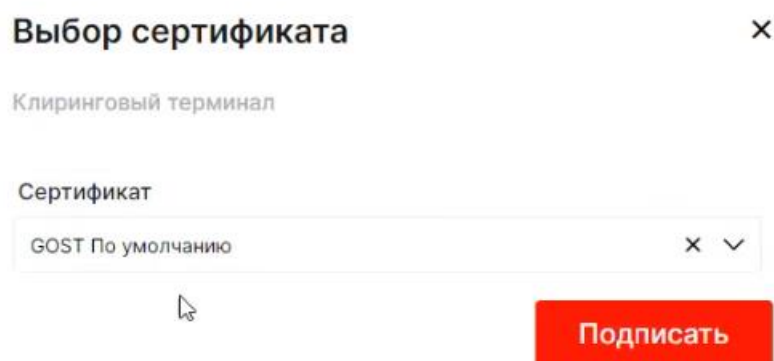 Выбор сертификата
Клиринговый терминал
Сертификат
GOST По умолчанию
Подписать